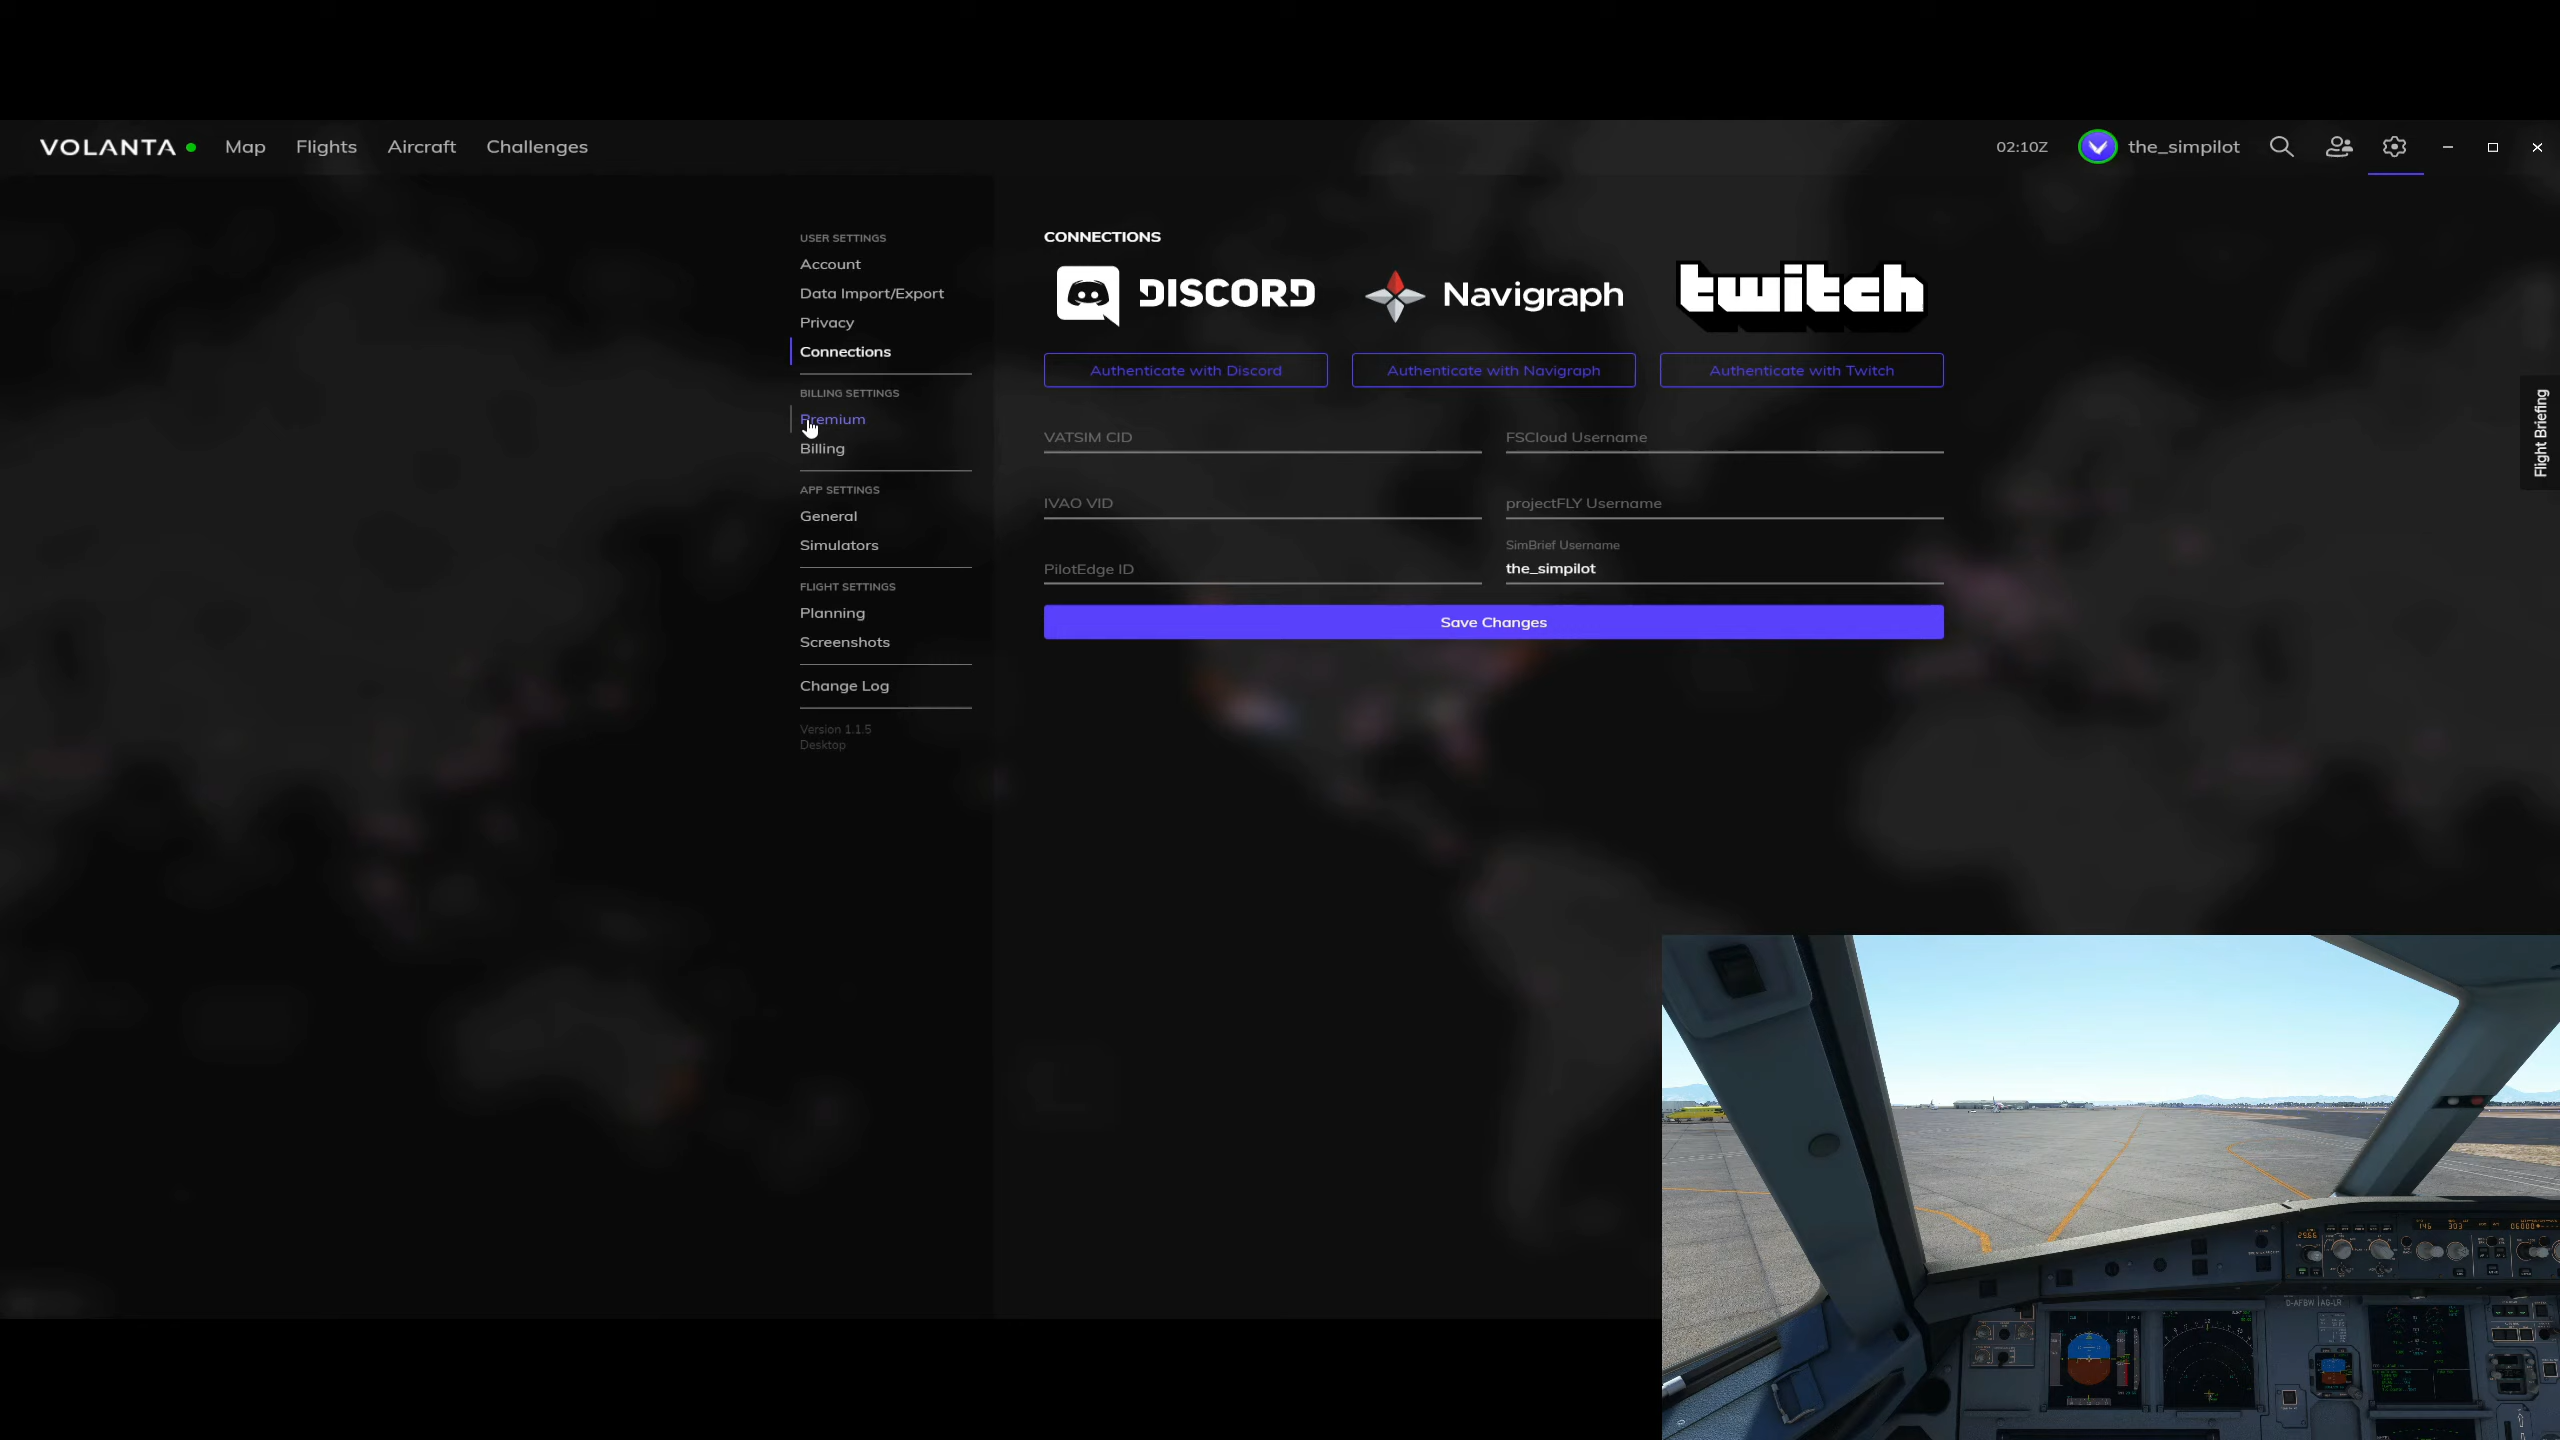 VOLANTA
Map
Flights
Aircraft
Challenges
02:10Z
the_simpilot
USER SETTINGS
Account
Data Import/Export
Privacy
Connections
BILLING SETTINGS
Premium
Billing
APP SETTINGS
General
Simulators
FLIGHT SETTINGS
Planning
Screenshots
Change Log
Version 1.1.5
Desktop
CONNECTIONS
DISCORD
Navigraph
twitch
Authenticate with Discord
Authenticate with Navigraph
Authenticate with Twitch
VATSIM CID
FSCloud Username
IVAO VID
projectFLY Username
PilotEdge ID
SimBrief Username
the_simpilot
Save Changes
Flight Briefing